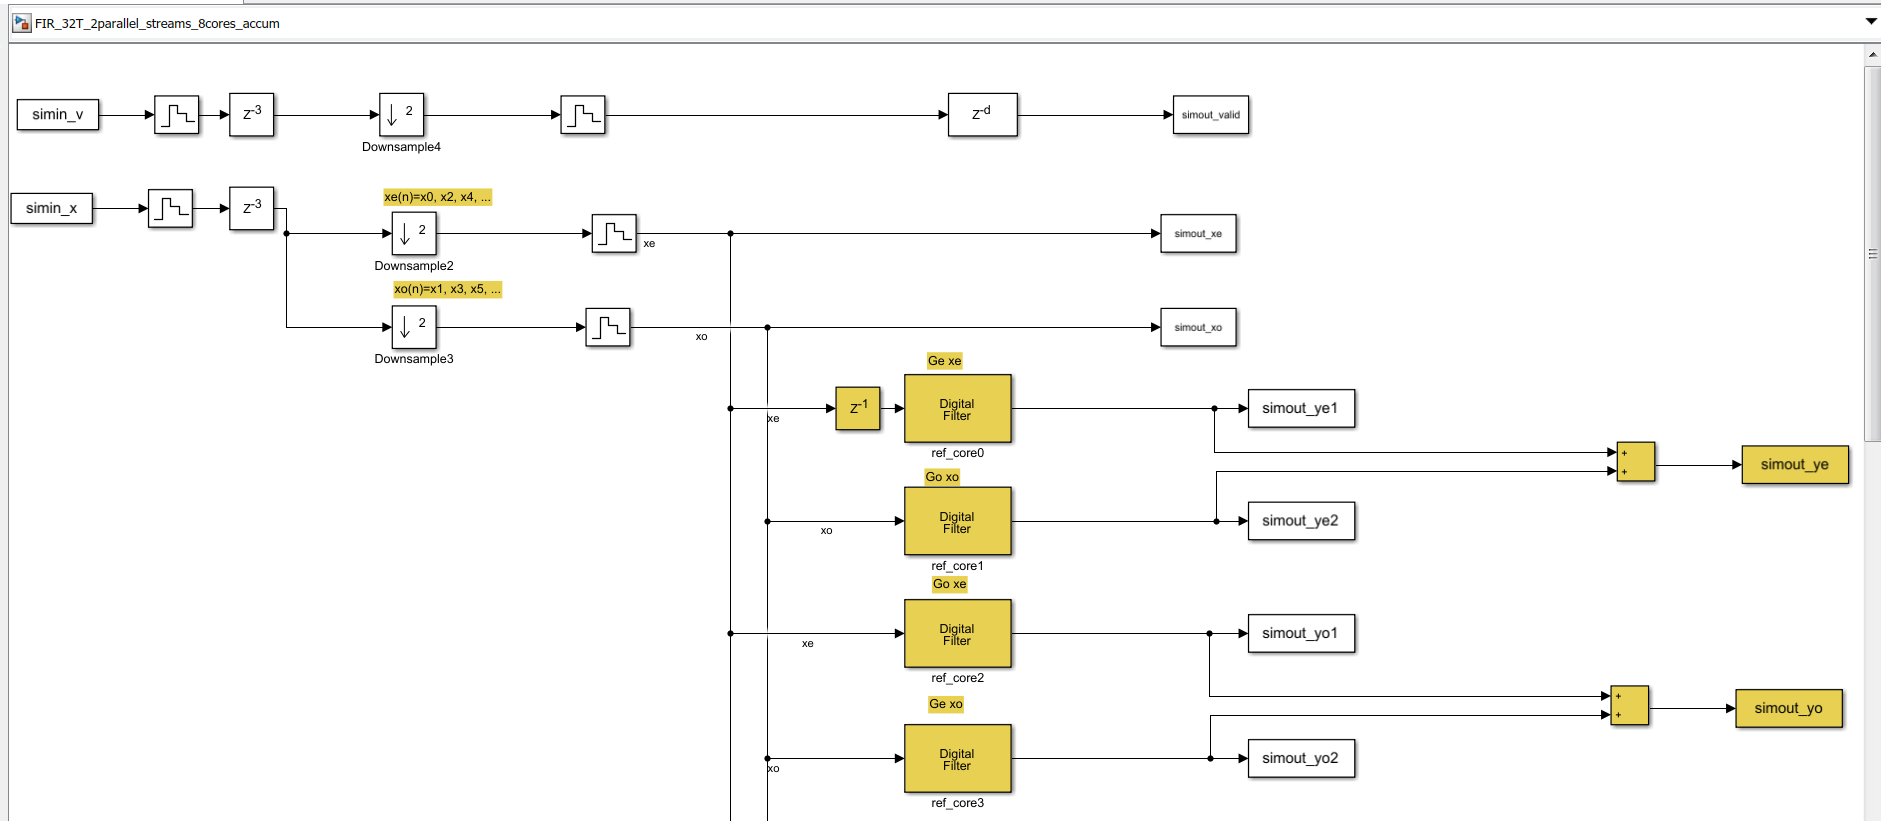 FIR_32T_2parallel_streams_8cores_accum
simin_v
z-3
2
Downsample4
z-d
simout_valid
simin_x
z-3
xe(n)=x0, x2, x4, ...
2
Downsample2
xe
simout_xe
xo(n)=x1, x3, x5, ...
2
Downsample3
xo
simout_xo
Ge xe
xe
z-1
Digital
Filter
ref_core0
simout_ye1
+
+
simout_ye
Go xo
xo
Digital
Filter
ref_core1
simout_ye2
Go xe
xe
Digital
Filter
ref_core2
simout_yo1
+
+
simout_yo
Ge xo
xo
Digital
Filter
ref_core3
simout_yo2